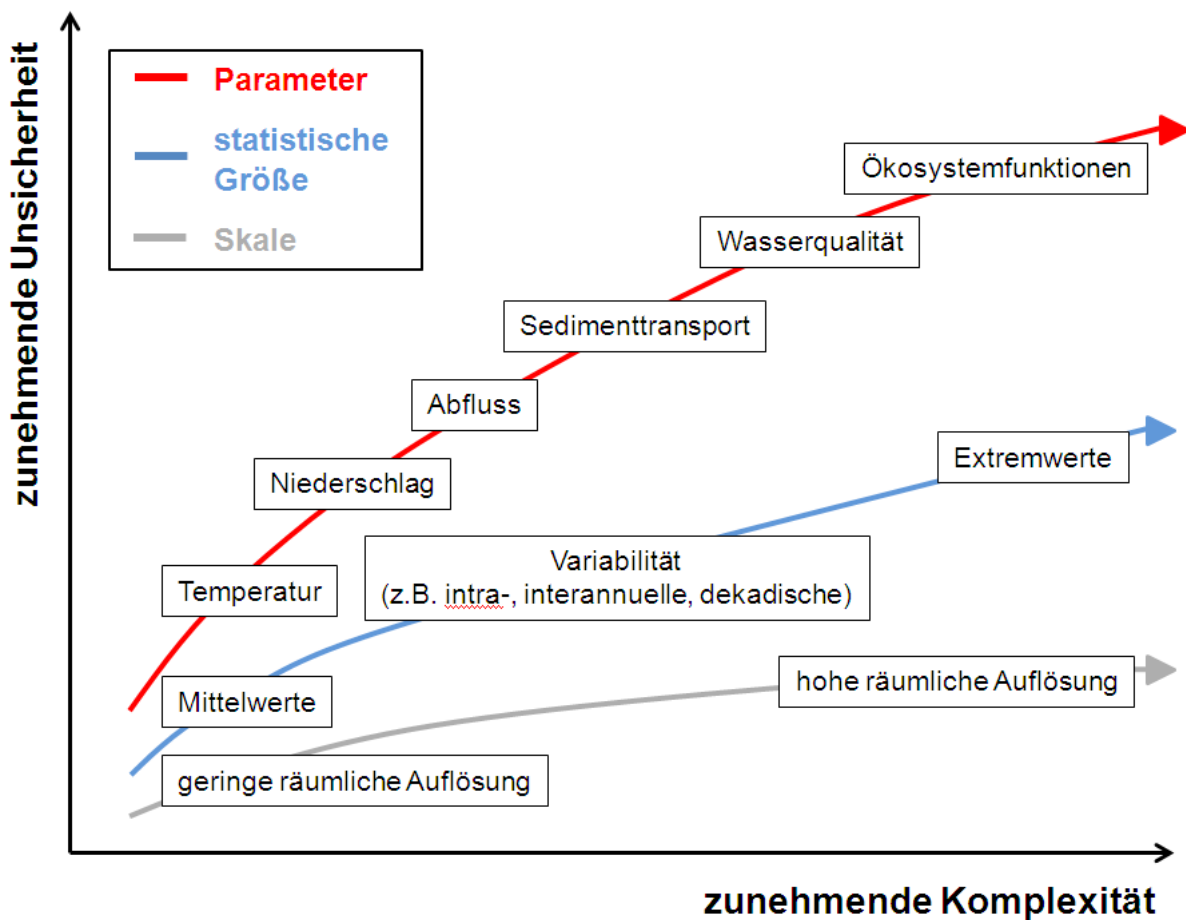 zunehmende Unsicherheit
Parameter
statistische
Größe
Skale
Ökosystemfunktionen
Wasserqualität
Sedimenttransport
Abfluss
Niederschlag
Temperatur
Extremwerte
Variabilität
(z.B. intra-, interannuelle, dekadische)
Mittelwerte
hohe räumliche Auflösung
geringe räumliche Auflösung
zunehmende Komplexität